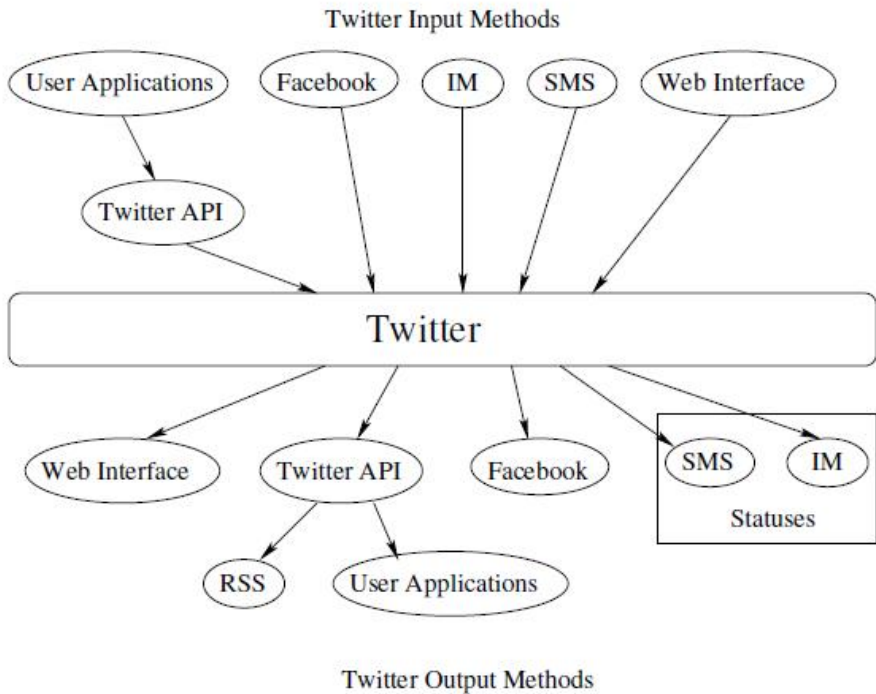 Twitter Input Methods
User Applications
Facebook
IM
SMS
Web Interface
Twitter API
Twitter
Web Interface
Twitter API
Facebook
SMS
IM
Statuses
RSS
User Applications
Twitter Output Methods